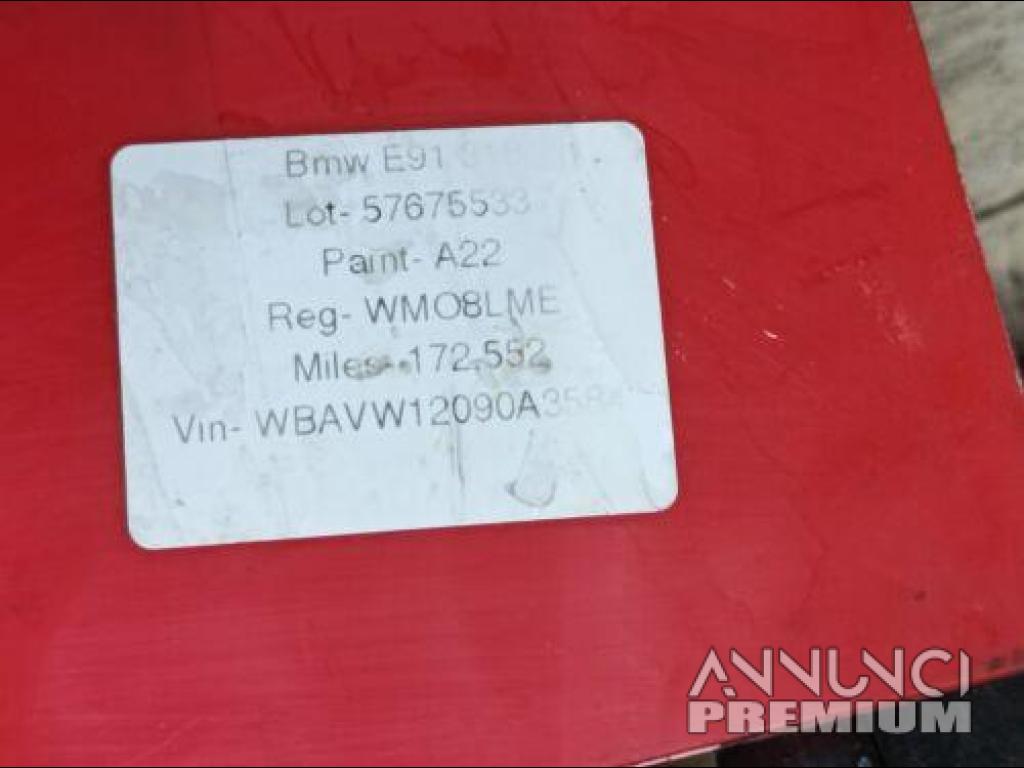 Bmw E91
Lot- 57675533
Paint- A22
Reg- WMO8LME
Miles- 172,552
Vin- WBAVW12090A
ANNUNCI
PREMIUM